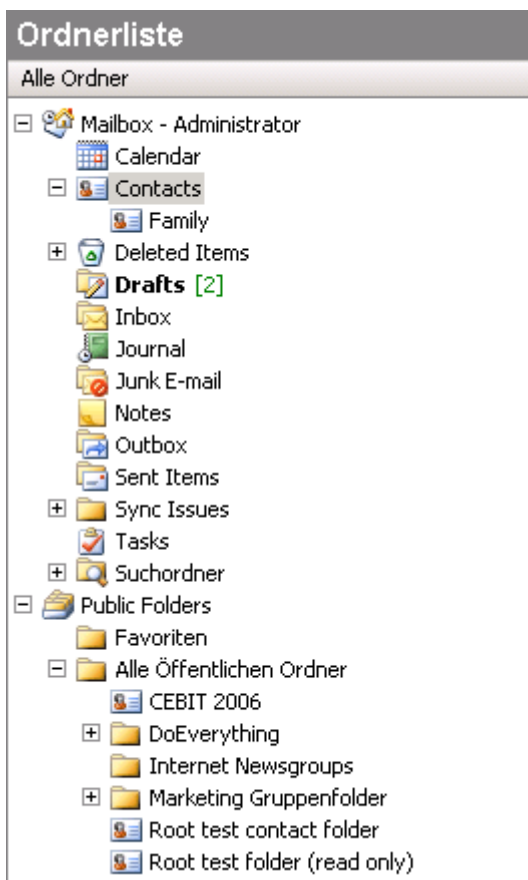 Ordnerliste
Alle Ordner
Mailbox - Administrator
Calendar
Contacts
Family
Deleted Items
Drafts [2]
Inbox
Journal
Junk E-mail
Notes
Outbox
Sent Items
Sync Issues
Tasks
Suchordner
Public Folders
Favoriten
Alle Öffentlichen Ordner
CEBIT 2006
DoEverything
Internet Newsgroups
Marketing Gruppenfolder
Root test contact folder
Root test folder (read only)